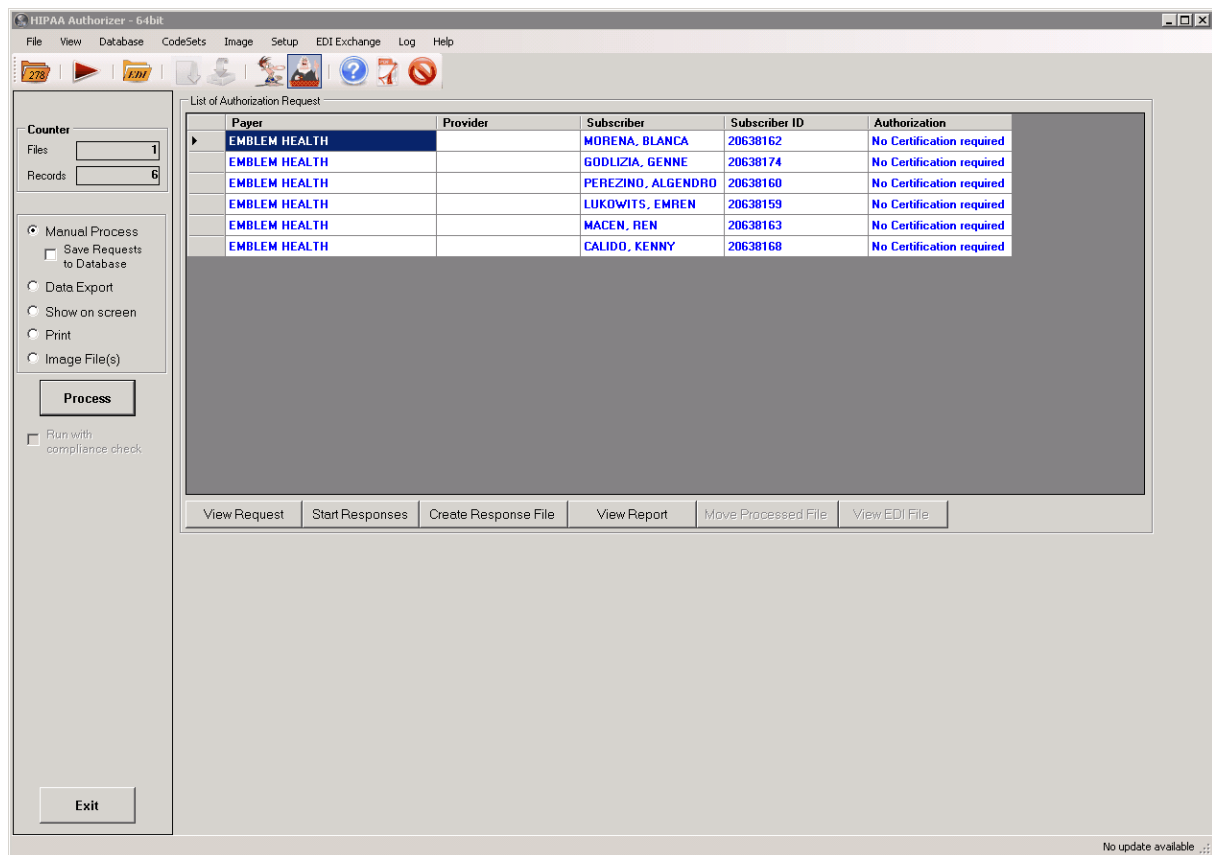 HIPAA Authorizer - 64bit
File View Database CodeSets Image Setup EDI Exchange Log Help
278 EDI ?
List of Authorization Request
Counter
Files 1
Records 6
Manual Process
Save Requests
to Database
Data Export
Show on screen
Print
Image File(s)
Process
Run with
compliance check
Exit
Payer Provider Subscriber Subscriber ID Authorization
EMBLEM HEALTH MORENA, BLANCA 20638162 No Certification required
EMBLEM HEALTH GODLIZIA, GENNE 20638174 No Certification required
EMBLEM HEALTH PEREZINO, ALGENDRO 20638160 No Certification required
EMBLEM HEALTH LUKOWITS, EMREN 20638159 No Certification required
EMBLEM HEALTH MACEN, REN 20638163 No Certification required
EMBLEM HEALTH CALIDO, KENNY 20638168 No Certification required
View Request Start Responses Create Response File View Report Move Processed File View EDI File
No update available